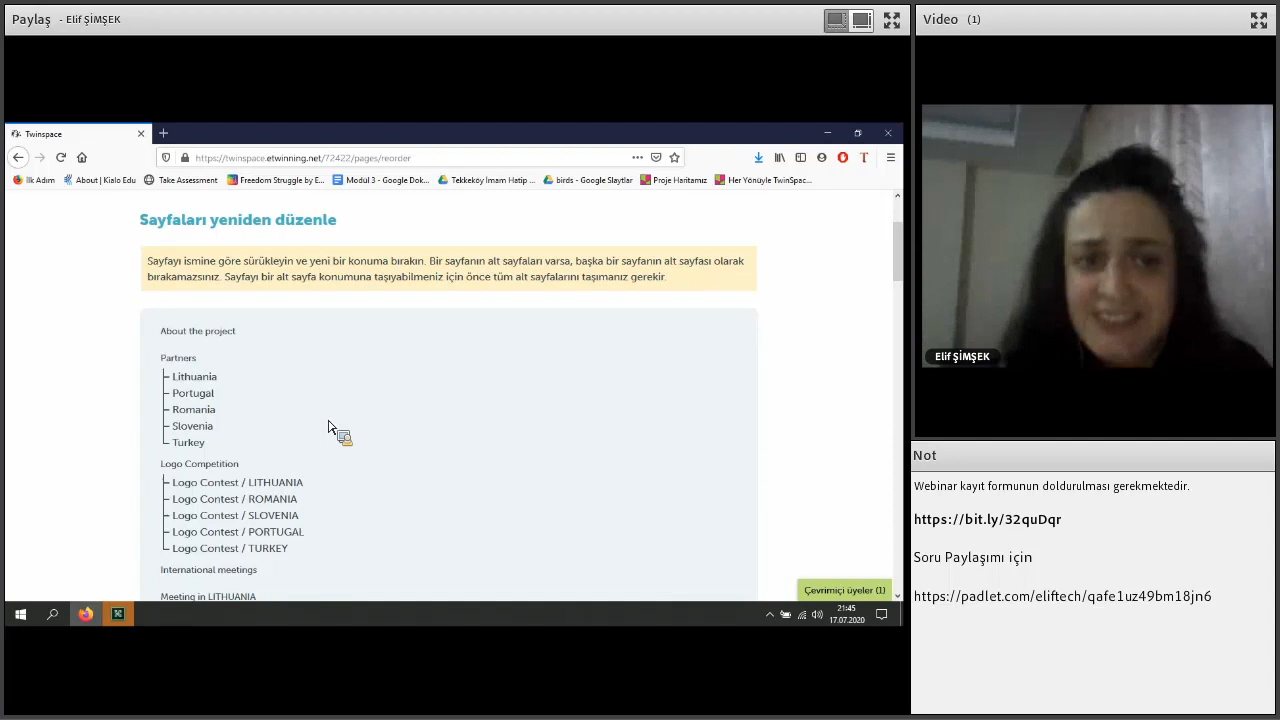 Paylaş - Elif ŞİMŞEK
Twinspace
https://twinspace.etwinning.net/72422/pages/reorder
İlk Adım
About | Kialo Edu
Take Assessment
Freedom Struggle by E...
Modül 3 - Google Dok...
Tekkeköy İmam Hatip ...
birds - Google Slaytlar
Proje Haritamız
Her Yönüyle TwinSpac...
Sayfaları yeniden düzenle
Sayfayı ismine göre sürükleyin ve yeni bir konuma bırakın. Bir sayfanın alt sayfaları varsa, başka bir sayfanın alt sayfası olarak
bırakamazsınız. Sayfayı bir alt sayfa konumuna taşıyabilmeniz için önce tüm alt sayfalarını taşımanız gerekir.
About the project
Partners
Lithuania
Portugal
Romania
Slovenia
Turkey
Logo Competition
Logo Contest / LITHUANIA
Logo Contest / ROMANIA
Logo Contest / SLOVENIA
Logo Contest / PORTUGAL
Logo Contest / TURKEY
International meetings
Meeting in LITHUANIA
Çevrimiçi üyeler (1)
21:45
17.07.2020
Video (1)
Elif ŞİMŞEK
Not
Webinar kayıt formunun doldurulması gerekmektedir.
https://bit.ly/32quDqr
Soru Paylaşımı için
https://padlet.com/eliftech/qafe1uz49bm18jn6